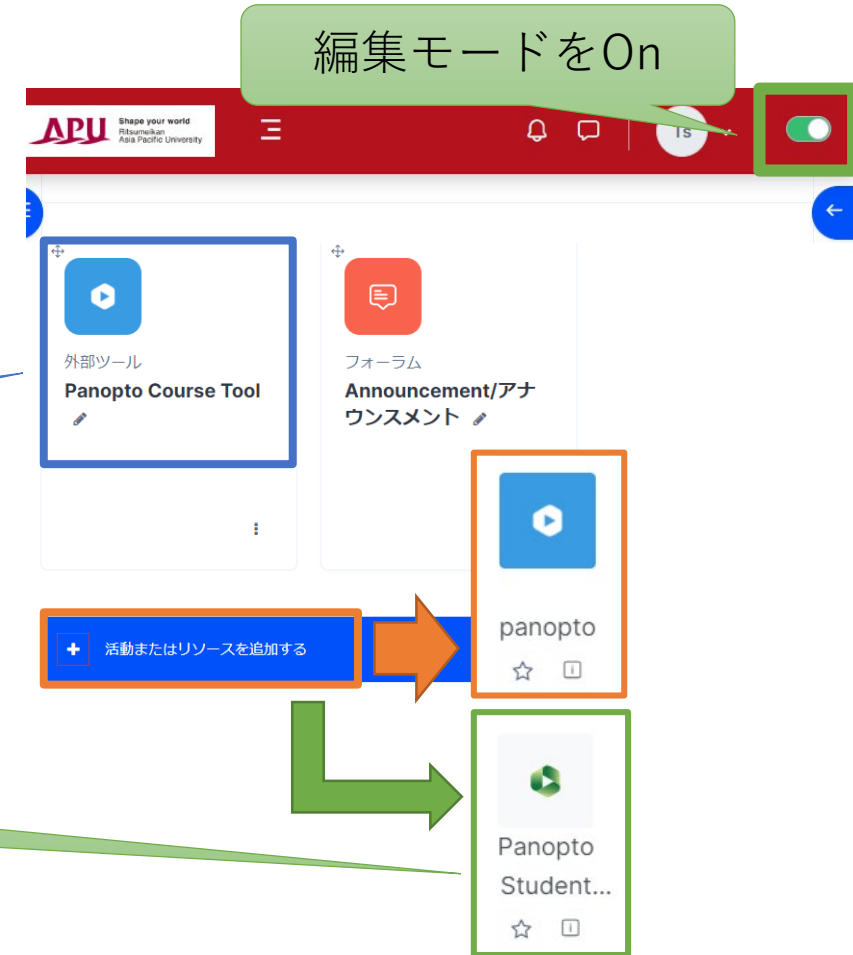 編集モードをOn
APU
Shape your world
Ritsumeikan
Asia Pacific University
Ts
外部ツール
Panopto Course Tool
フォーラム
Announcement/アナ
ウンスメント
panopto
活動またはリソースを追加する
Panopto
Student...